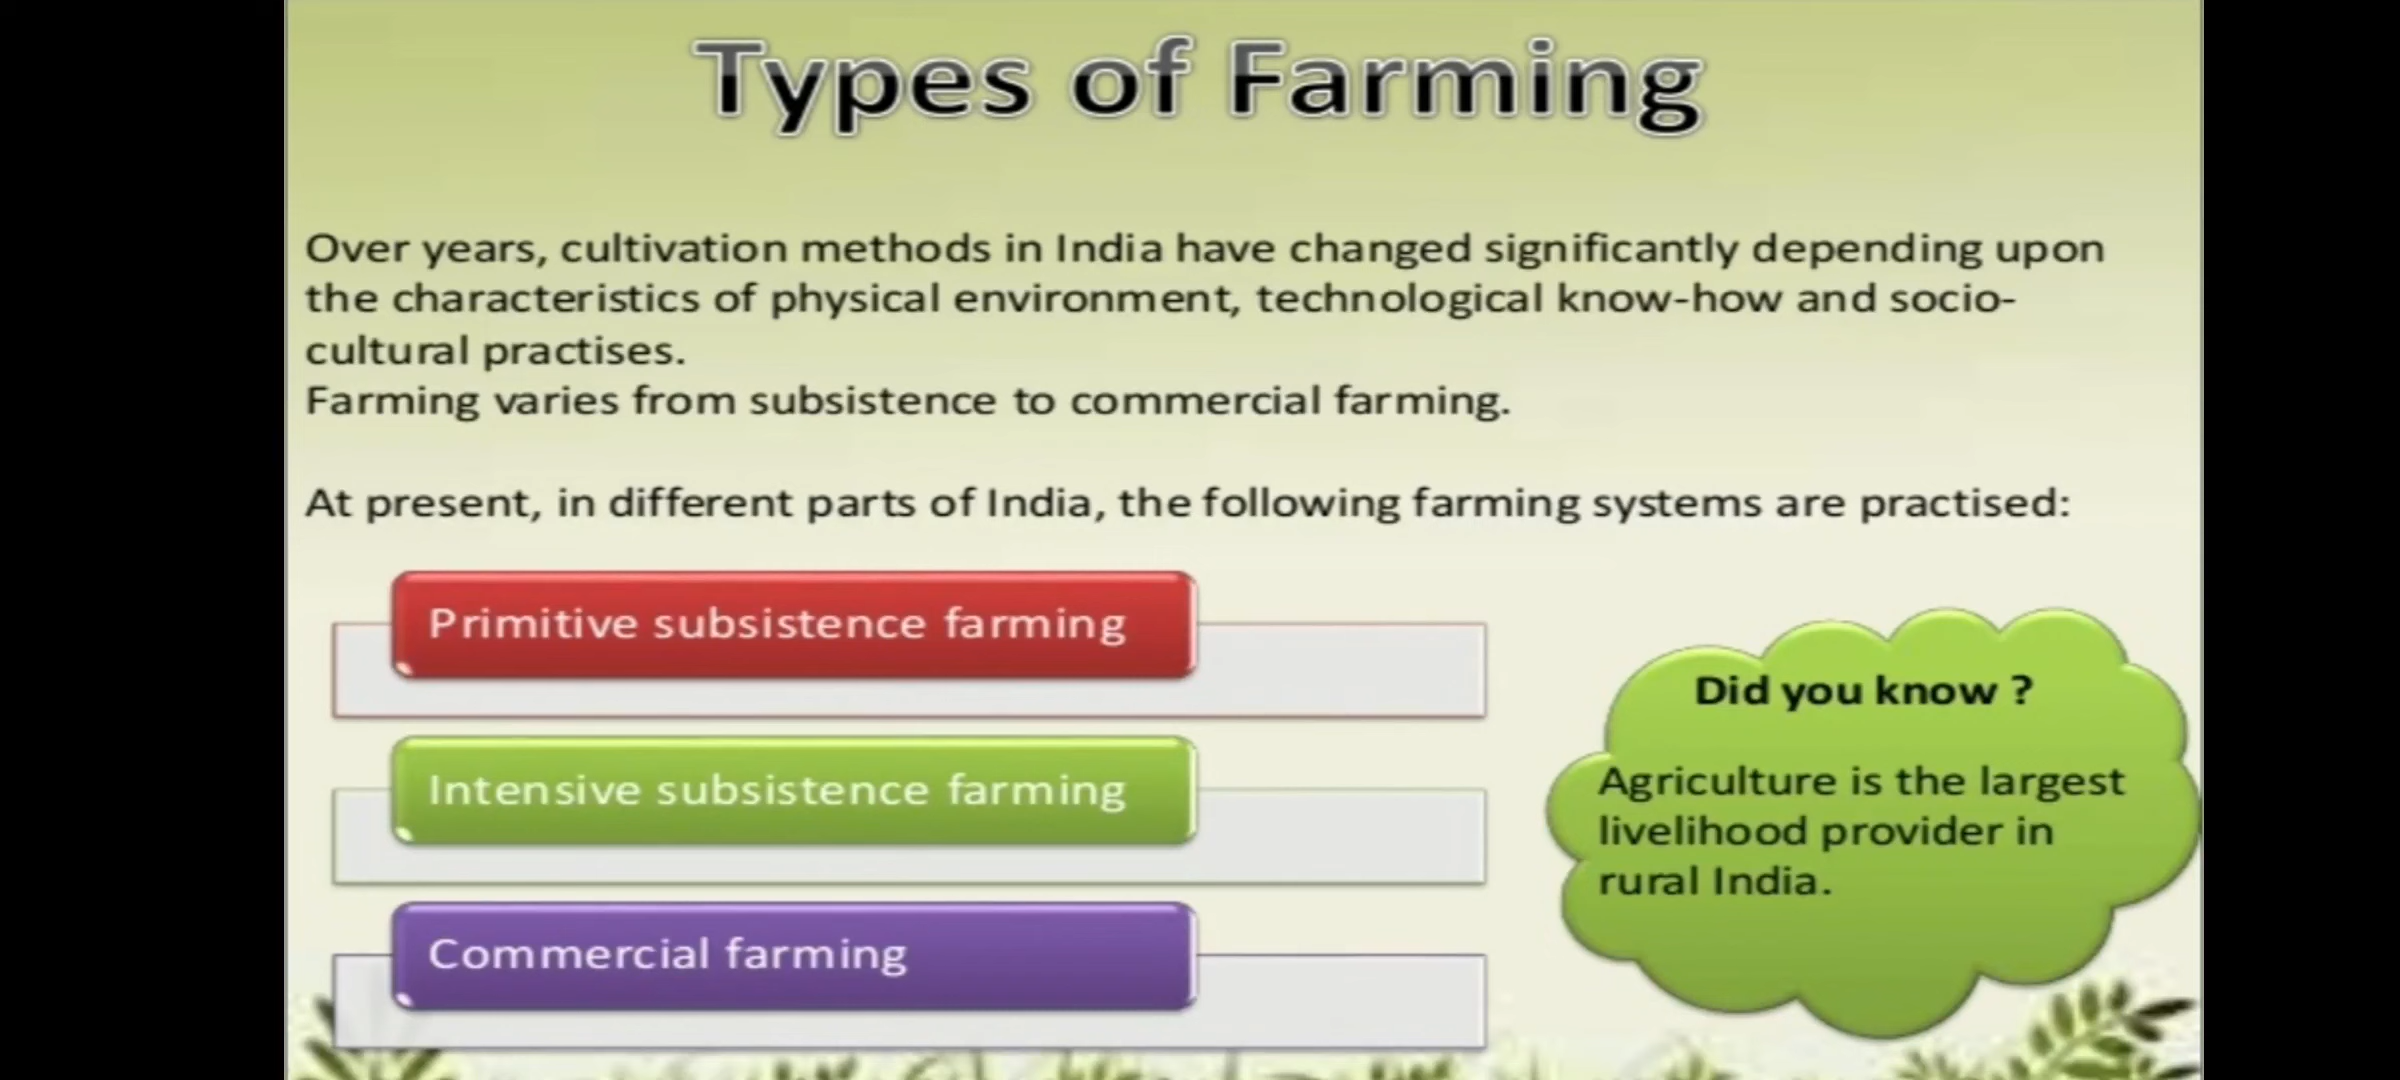 Types of Farming
Over years, cultivation methods in India have changed significantly depending upon
the characteristics of physical environment, technological know-how and socio-
cultural practises.
Farming varies from subsistence to commercial farming.
At present, in different parts of India, the following farming systems are practised:
Primitive subsistence farming
Intensive subsistence farming
Commercial farming
Did you know ?
Agriculture is the largest
livelihood provider in
rural India.